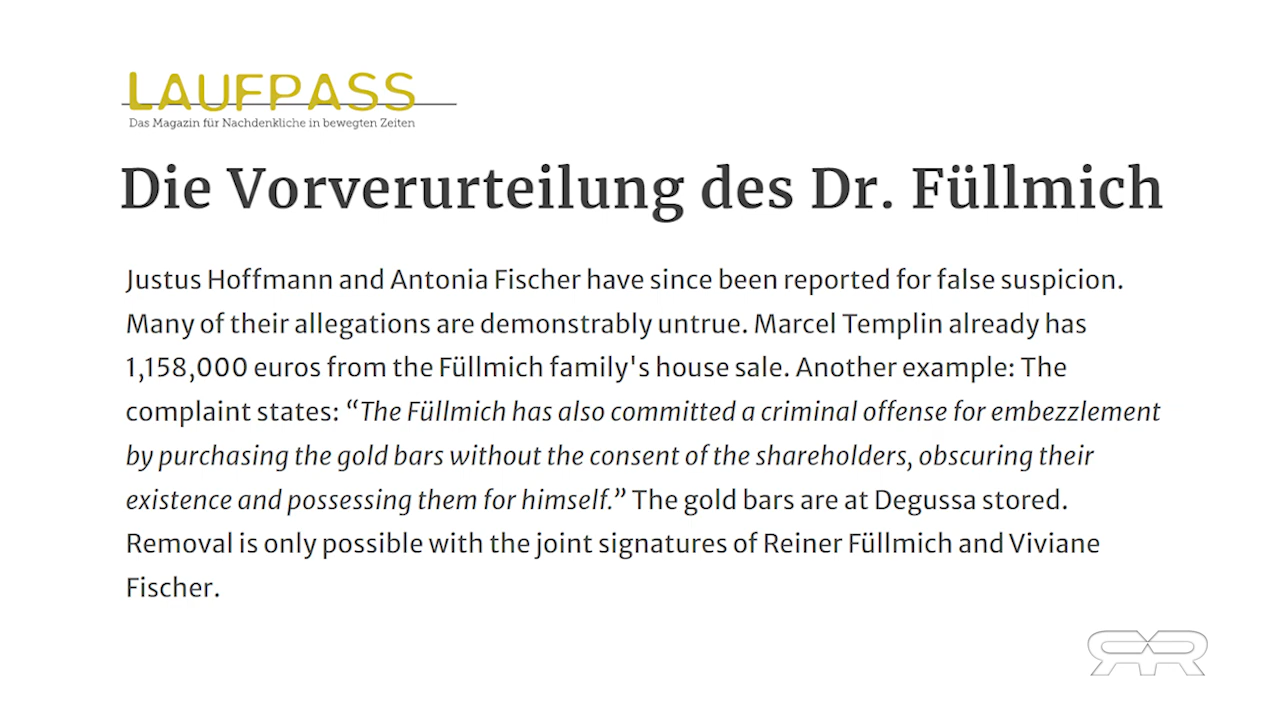 LAUFPASS
Das Magazin für Nachdenkliche in bewegten Zeiten
Die Vorverurteilung des Dr. Füllmich
Justus Hoffmann and Antonia Fischer have since been reported for false suspicion.
Many of their allegations are demonstrably untrue. Marcel Templin already has
1,158,000 euros from the Füllmich family's house sale. Another example: The
complaint states: “The Füllmich has also committed a criminal offense for embezzlement
by purchasing the gold bars without the consent of the shareholders, obscuring their
existence and possessing them for himself.” The gold bars are at Degussa stored.
Removal is only possible with the joint signatures of Reiner Füllmich and Viviane
Fischer.
RR